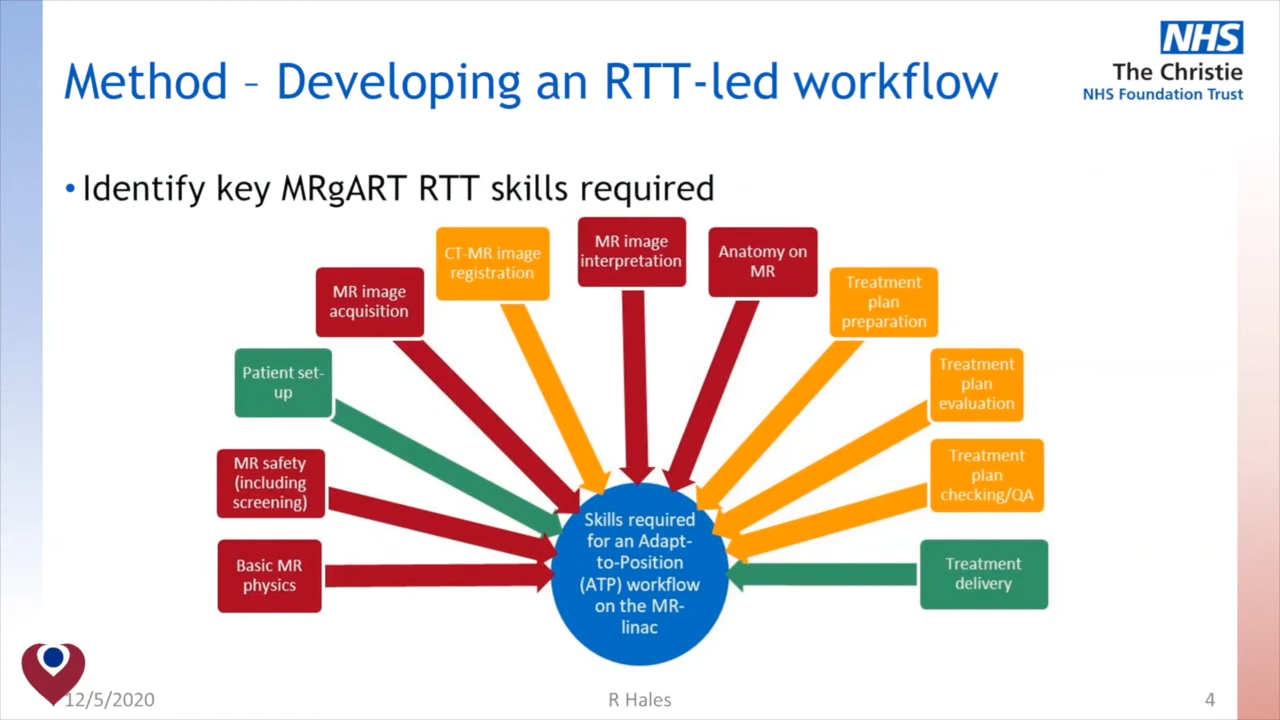 Method – Developing an RTT-led workflow
NHS
The Christie
NHS Foundation Trust
• Identify key MRgART RTT skills required
Basic MR
physics
MR safety
(including
screening)
Patient set-
up
MR image
acquisition
CT-MR image
registration
MR image
interpretation
Anatomy on
MR
Treatment
plan
preparation
Treatment
plan
evaluation
Treatment
plan
checking/QA
Treatment
delivery
Skills required
for an Adapt-
to-Position
(ATP) workflow
on the MR-
linac
12/5/2020
R Hales
4